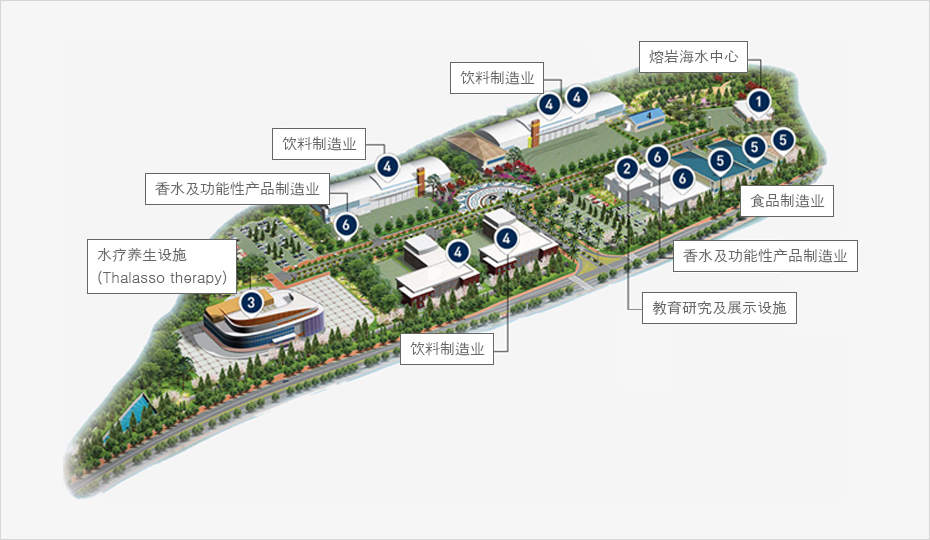 熔岩海水中心
饮料制造业
1
4
4
4
饮料制造业
4
5
5
5
6
2
6
香水及功能性产品制造业
食品制造业
6
4
4
水疗养生设施
(Thalasso therapy)
香水及功能性产品制造业
3
教育研究及展示设施
饮料制造业